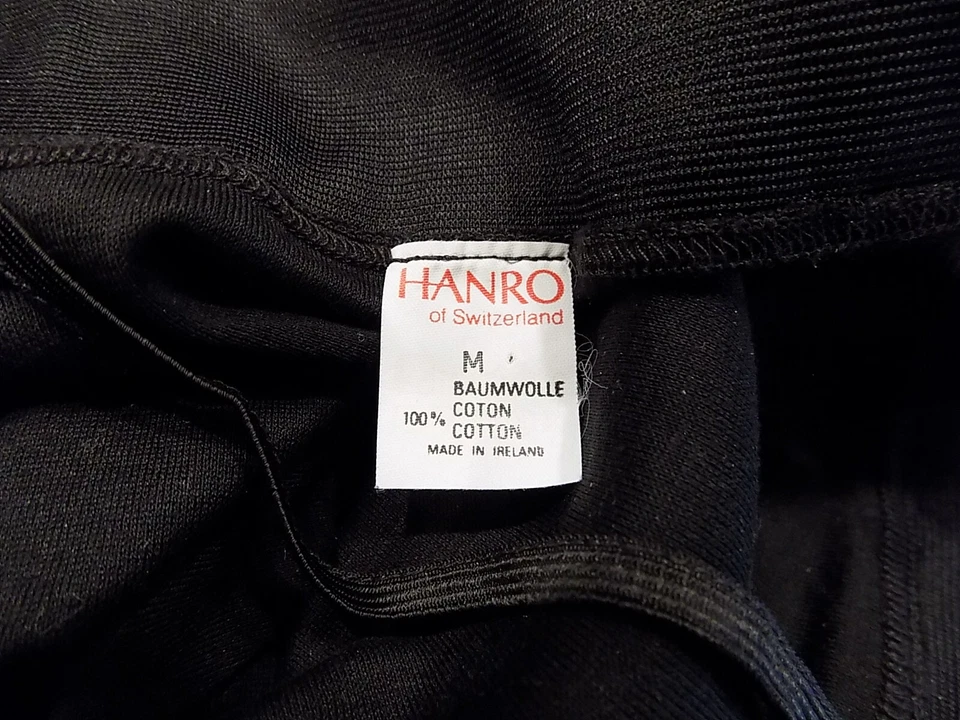 HANRO
of Switzerland
M
BAUMWOLLE
100% COTON
COTTON
MADE IN IRELAND